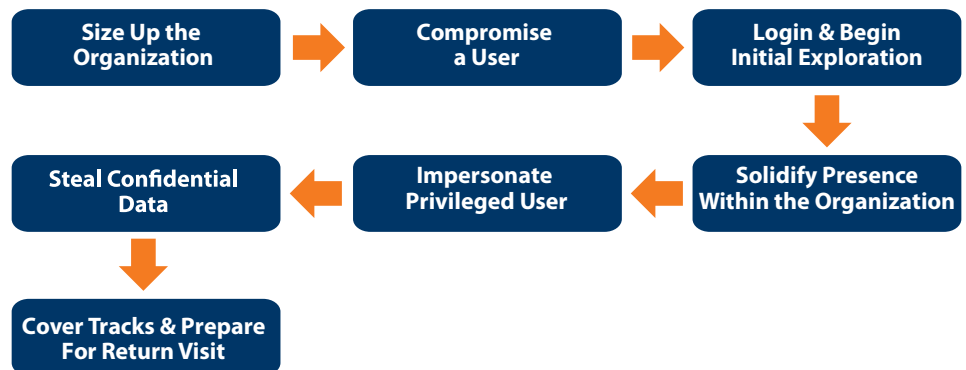 Size Up the
Organization
Compromise
a User
Login & Begin
Initial Exploration
Solidify Presence
Within the Organization
Impersonate
Privileged User
Steal Confidential
Data
Cover Tracks & Prepare
For Return Visit